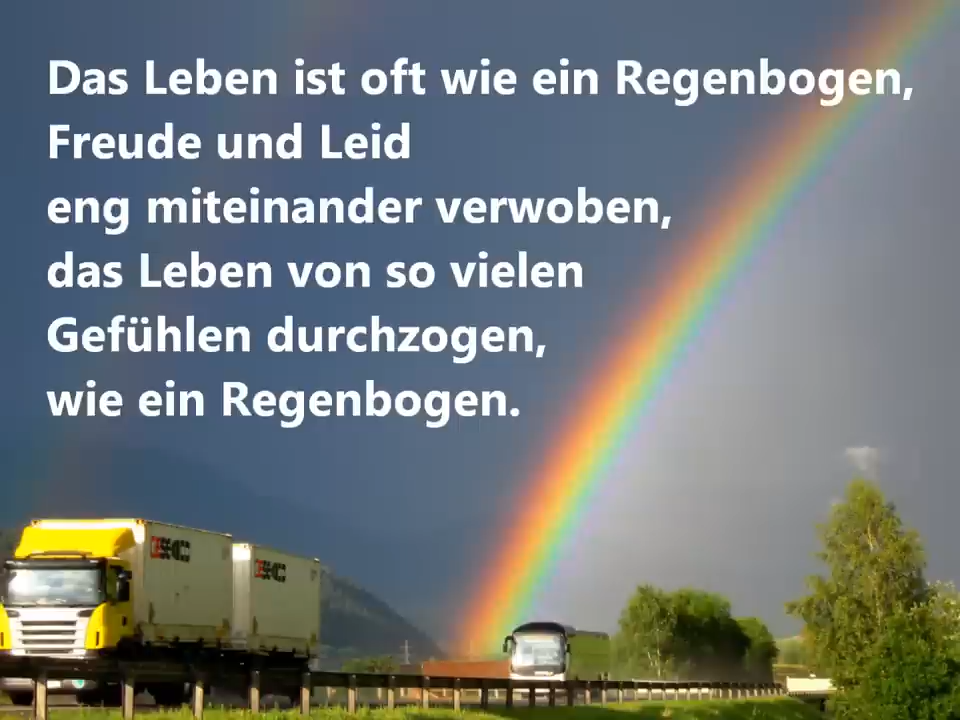 Das Leben ist oft wie ein Regenbogen,
Freude und Leid
eng miteinander verwoben,
das Leben von so vielen
Gefühlen durchzogen,
wie ein Regenbogen.